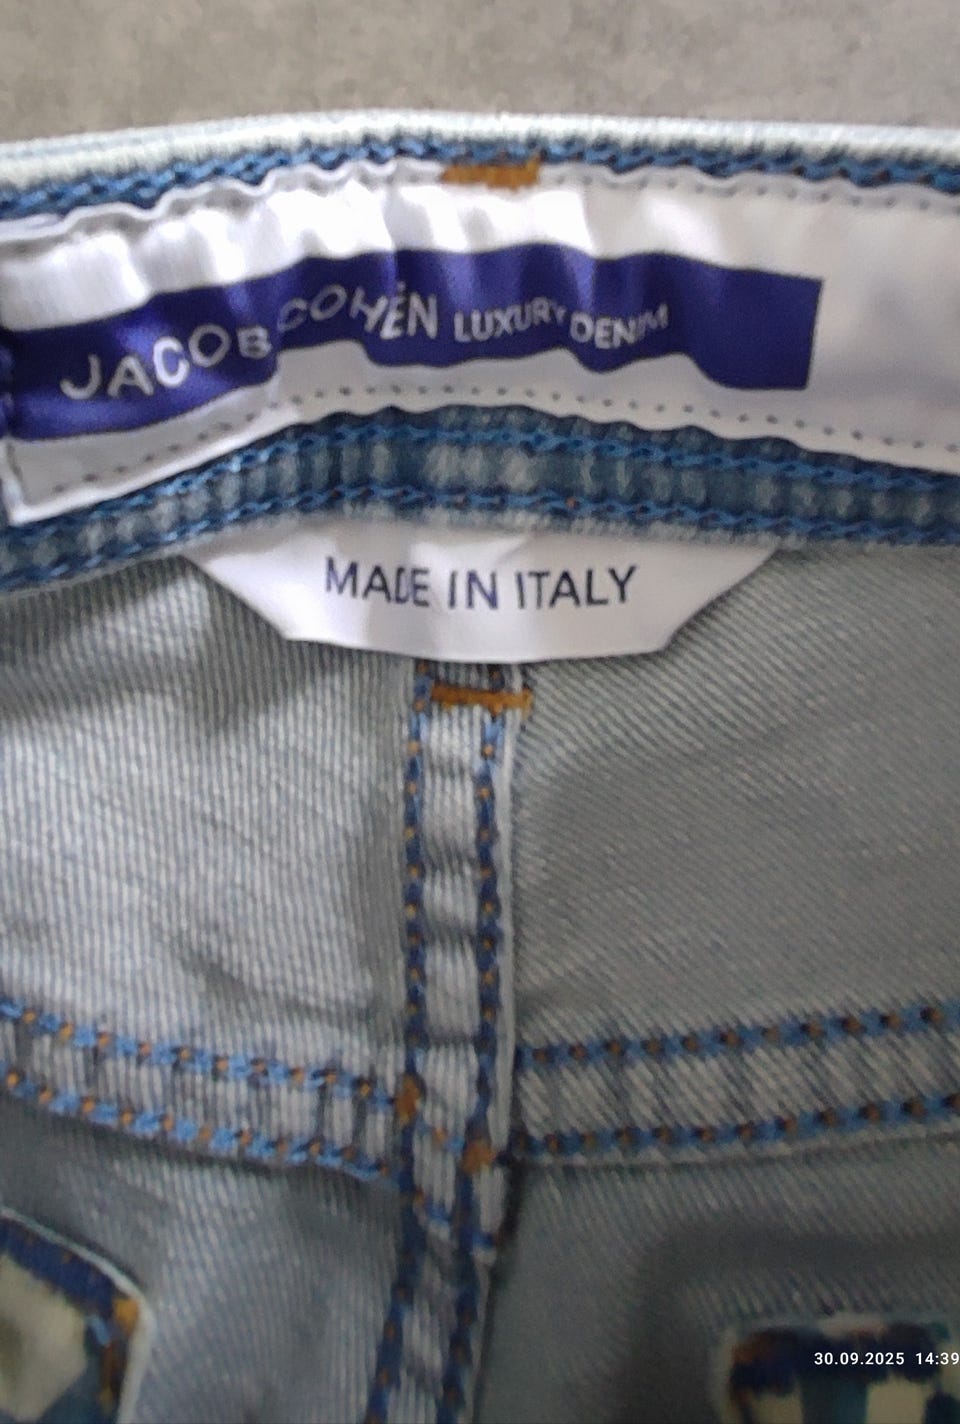 JACOB COHËN LUXURY DENIM
MADE IN ITALY
30.09.2025 14:39